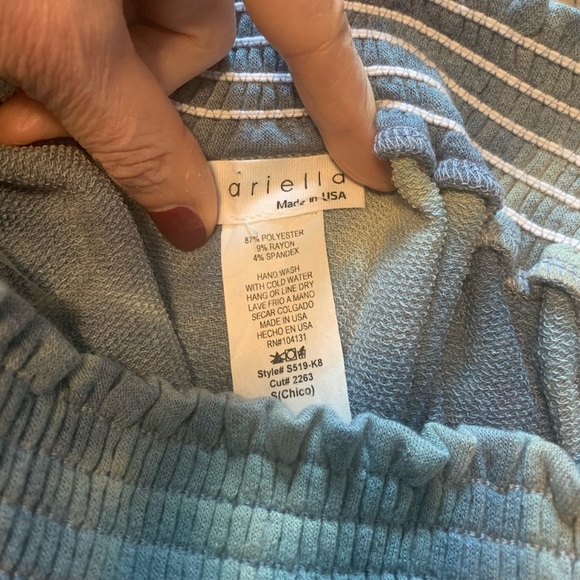 ariella
Made in USA
87% POLYESTER
9% RAYON
4% SPANDEX
HAND WASH
WITH COLD WATER
HANG OR LINE DRY
LAVE FRIO A MANO
SECAR COLGADO
MADE IN USA
HECHO EN USA
RN#104131
Style# S519-K8
Cut# 2263
S(Chico)